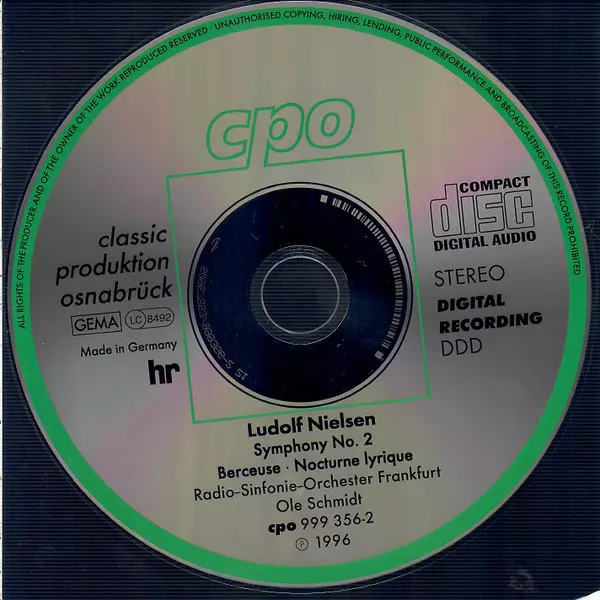 ALL RIGHTS OF THE PRODUCER AND OF THE OWNER OF THE WORK REPRODUCED RESERVED · UNAUTHORISED COPYING, HIRING, LENDING, PUBLIC PERFORMANCE AND BROADCASTING OF THIS RECORD PROHIBITED
cpo
classic
produktion
osnabrück
GEMA LC 8492
Made in Germany
hr
COMPACT
disc
DIGITAL AUDIO
STEREO
DIGITAL
RECORDING
DDD
Ludolf Nielsen
Symphony No. 2
Berceuse · Nocturne lyrique
Radio-Sinfonie-Orchester Frankfurt
Ole Schmidt
cpo 999 356-2
℗ 1996